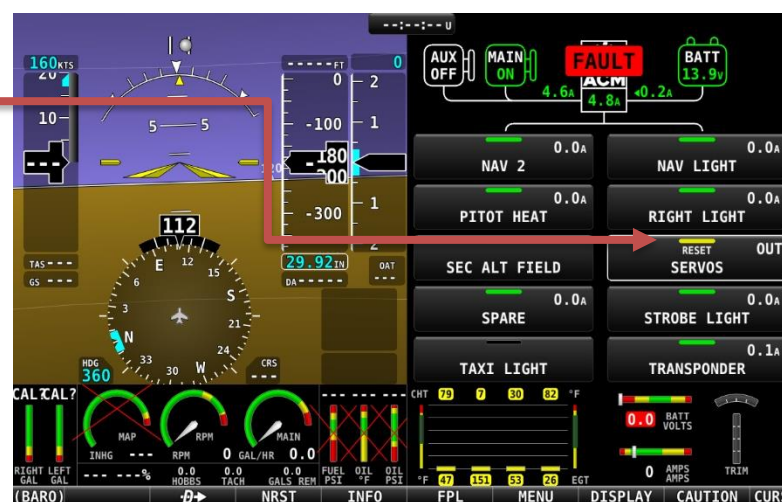 --:--:-- U
160KTS
-----FT
0
20
0
2
10
-100
1
5
5
---
-180
120
-200
-300
1
2
112
TAS---
GS ---
29.92IN
OAT
---
DA-----
E
12
15
6
S
3
21
N
24
33
30
W
HDG
360
CRS
---
AUX
OFF
MAIN
ON
FAULT
ACM
BATT
13.9V
4.6A
4.8A
◄0.2A
0.0A
NAV 2
0.0A
NAV LIGHT
0.0A
PITOT HEAT
0.0A
RIGHT LIGHT
SEC ALT FIELD
RESET
OUT
SERVOS
0.0A
SPARE
0.0A
STROBE LIGHT
TAXI LIGHT
0.1A
TRANSPONDER
CAL?CAL?
MAP
INHG ---
RPM
RPM 0
MAIN
GAL/HR 0.0
--- --- ---
RIGHT LEFT
GAL GAL
-- ---%
0.0
HOBBS
0.0
TACH
0.0
GALS REM
FUEL OIL OIL
PSI °F PSI
CHT 79 7 30 82 °F
°F 47 151 53 26 EGT
0.0 BATT
VOLTS
0 AMPS
AMPS
TRIM
(BARO) D NRST INFO FPL MENU DISPLAY CAUTION CUR